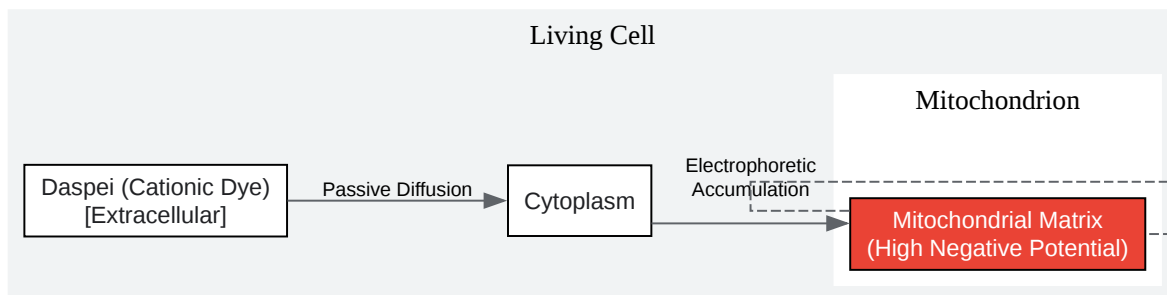 Living Cell
Mitochondrion
Daspei (Cationic Dye)
[Extracellular]
Passive Diffusion
Cytoplasm
Electrophoretic
Accumulation
Mitochondrial Matrix
(High Negative Potential)